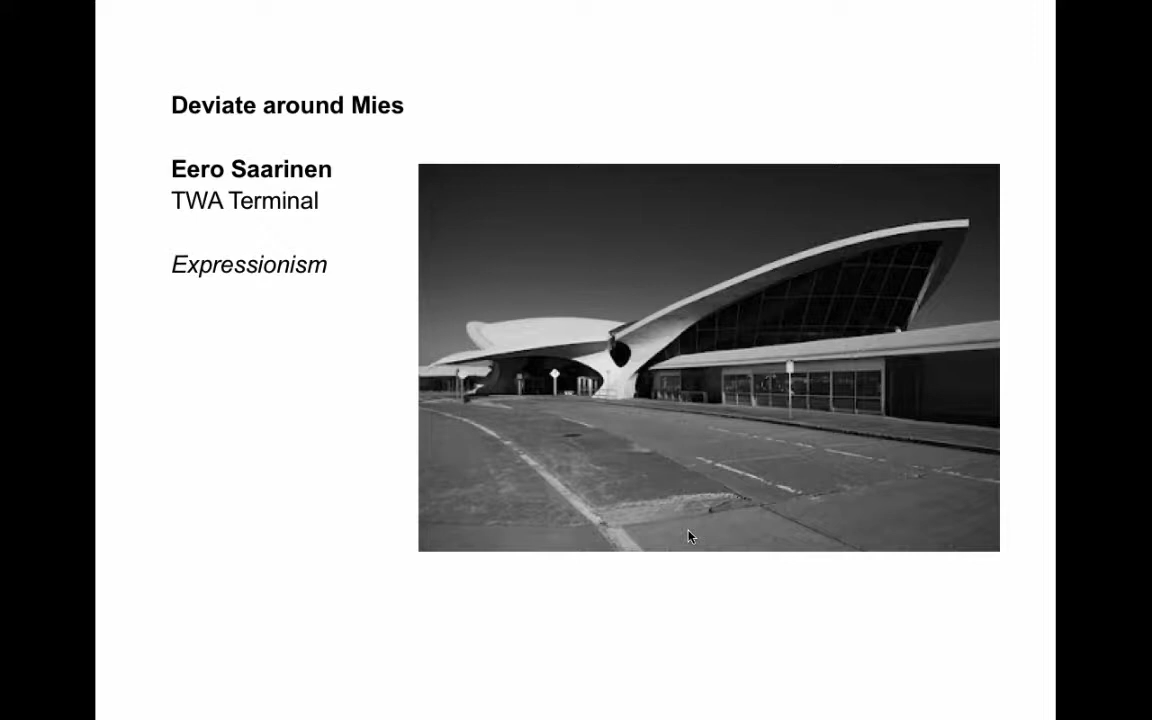 Deviate around Mies
Eero Saarinen
TWA Terminal
Expressionism